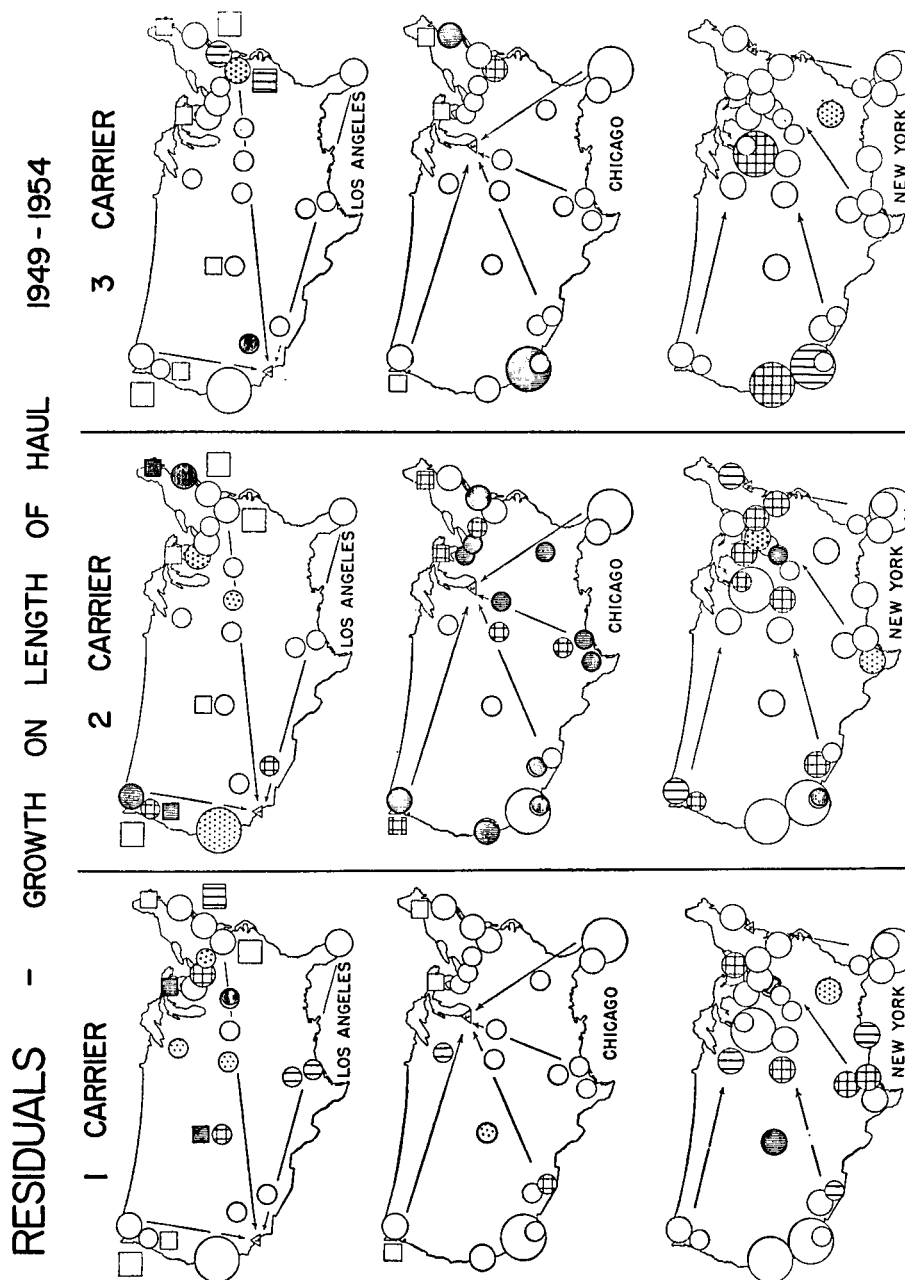 RESIDUALS - GROWTH ON LENGTH OF HAUL 1949-1954
1 CARRIER
2 CARRIER
3 CARRIER
LOS ANGELES
LOS ANGELES
LOS ANGELES
CHICAGO
CHICAGO
CHICAGO
NEW YORK
NEW YORK
NEW YORK